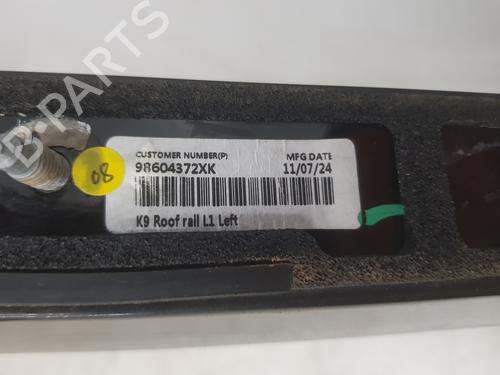 B-PARTS
CUSTOMER NUMBER(P)
MFG DATE
98604372XK
11/07/24
08
K9 Roof rail L1 Left